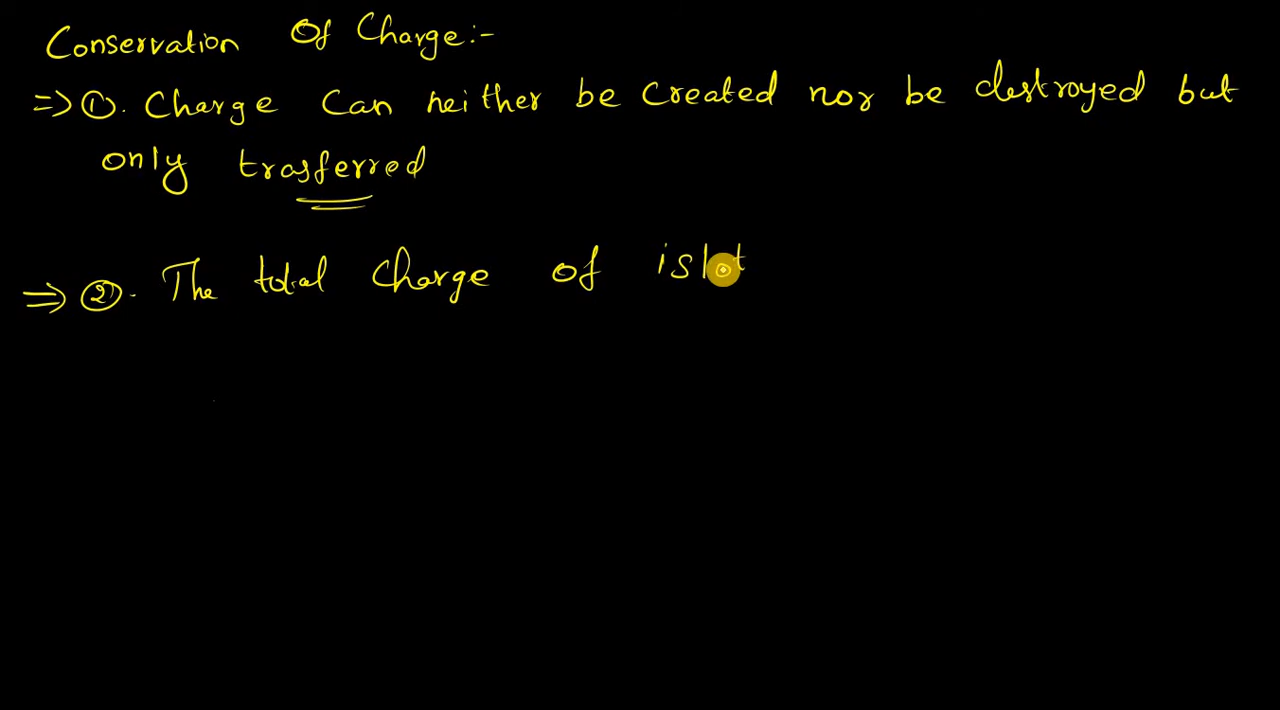 Conservation Of Charge:-
=> ①. Charge Can neither be created nor be destroyed but
only trasferred
=> ②. The total charge of